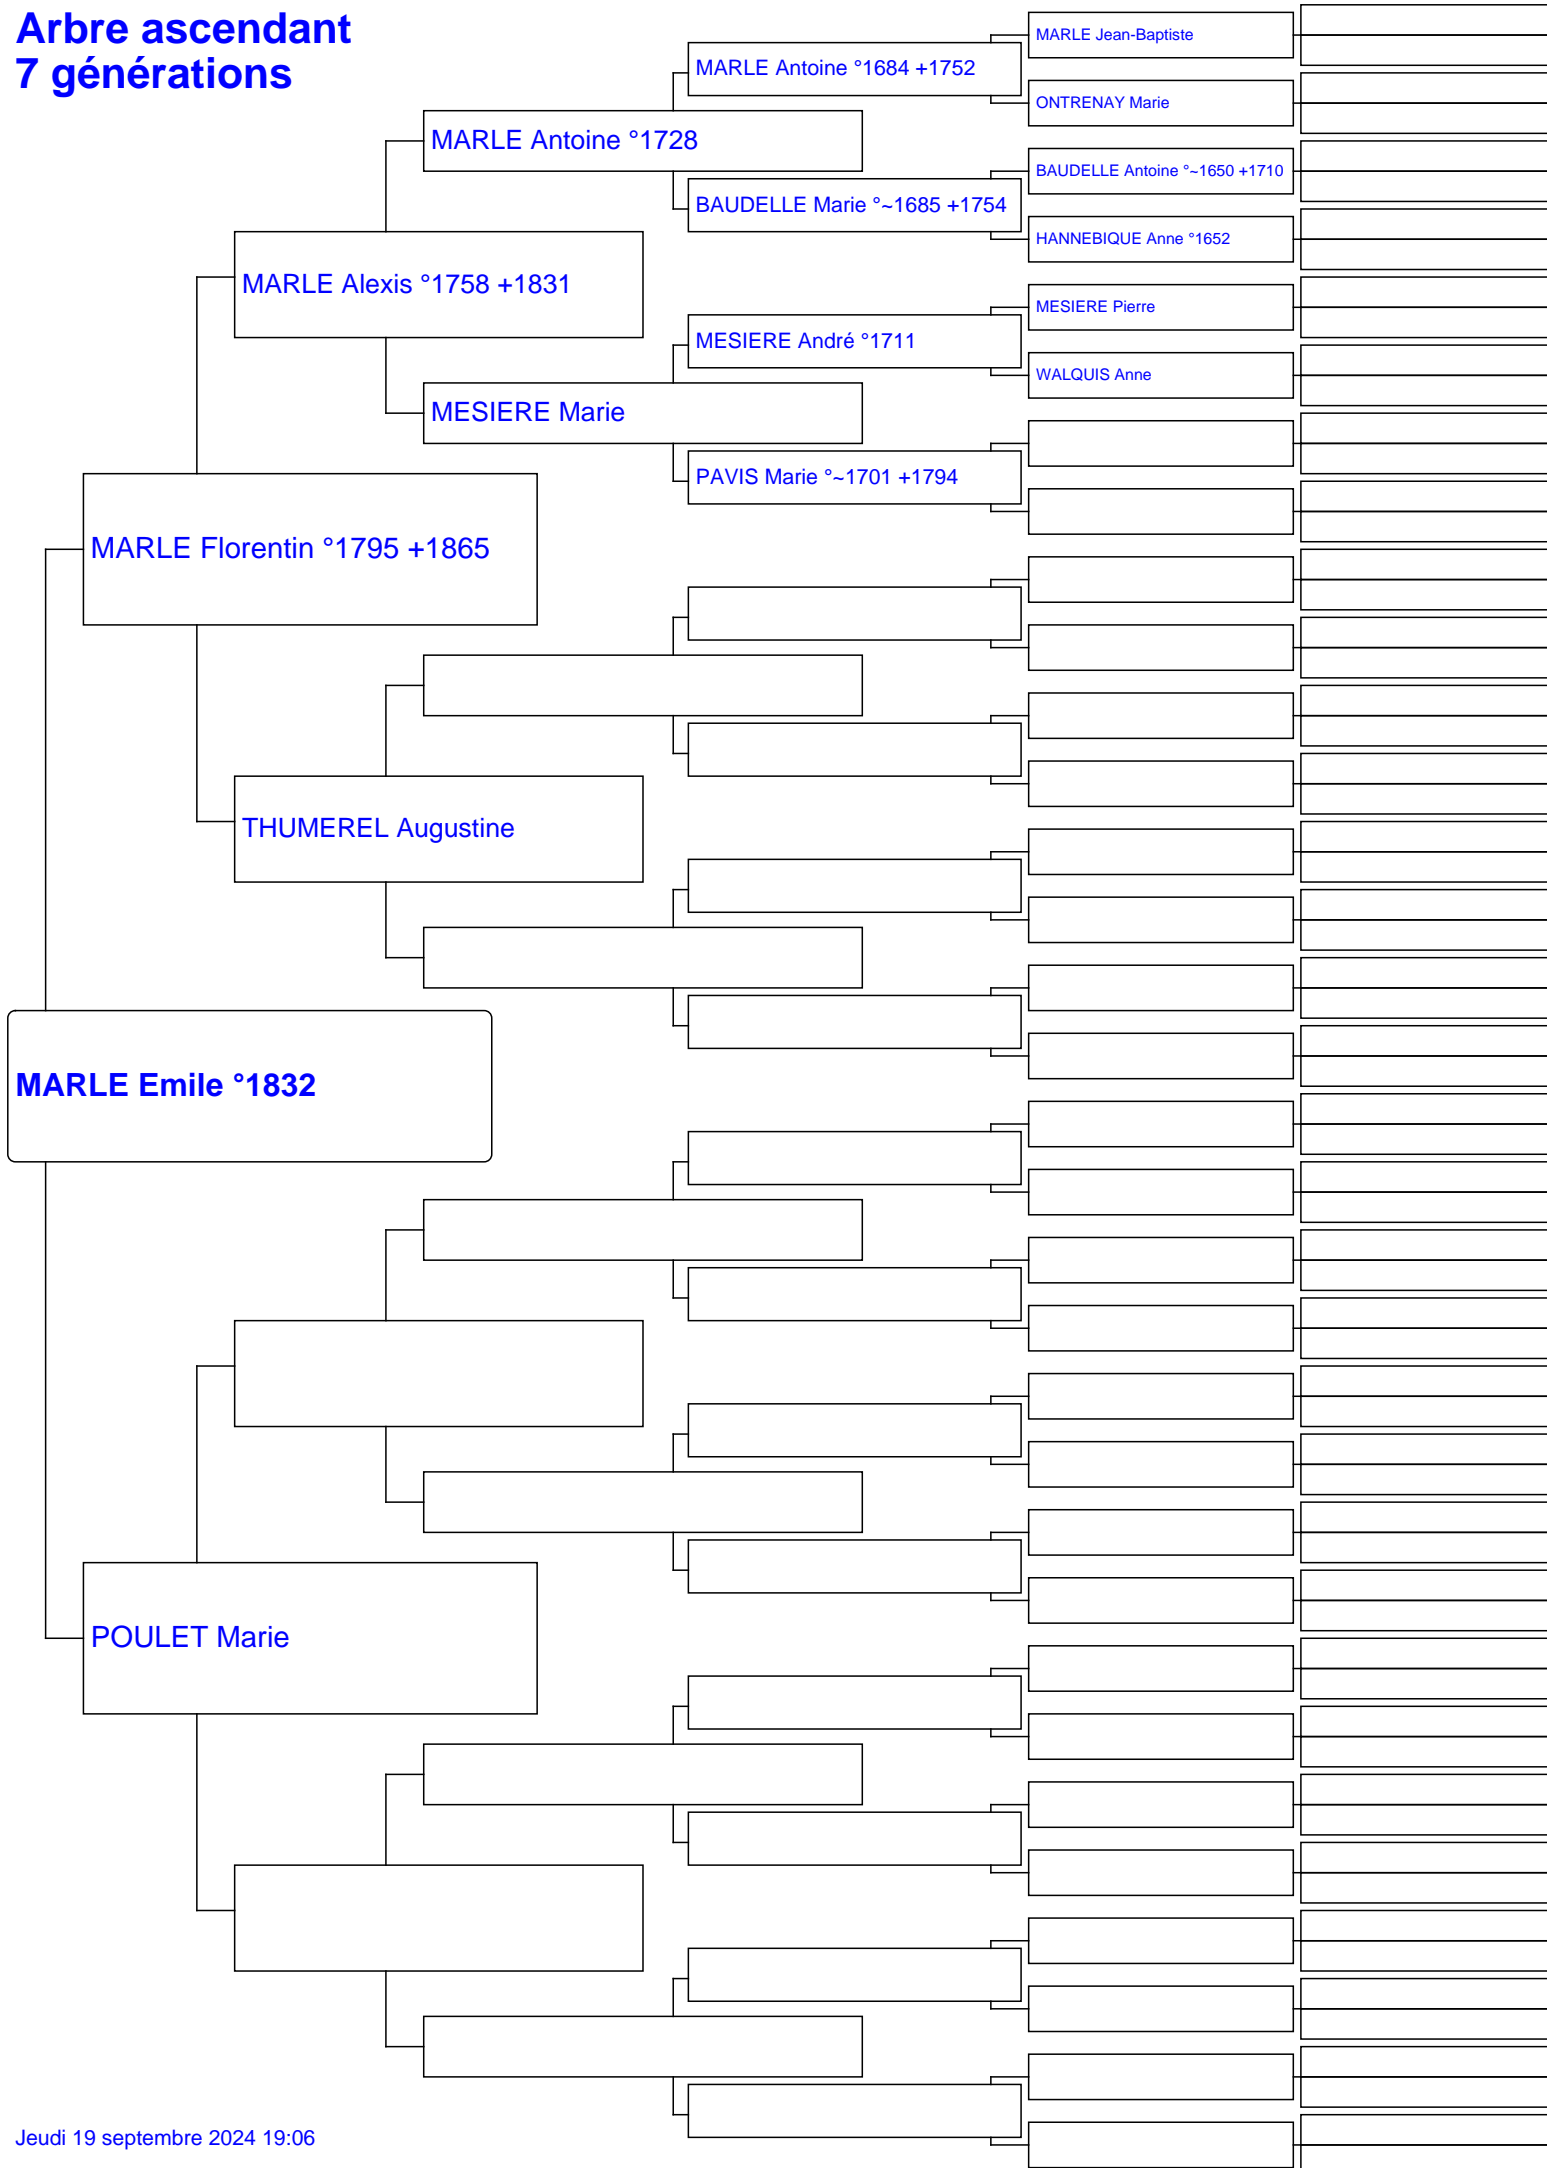 Arbre ascendant
7 générations
MARLE Jean-Baptiste
MARLE Antoine °1684 +1752
ONTRENAY Marie
MARLE Antoine °1728
BAUDELLE Antoine °~1650 +1710
BAUDELLE Marie °~1685 +1754
HANNEBIQUE Anne °1652
MARLE Alexis °1758 +1831
MESIERE Pierre
MESIERE André °1711
WALQUIS Anne
MESIERE Marie
PAVIS Marie °~1701 +1794
MARLE Florentin °1795 +1865
THUMEREL Augustine
MARLE Emile °1832
POULET Marie
Jeudi 19 septembre 2024 19:06